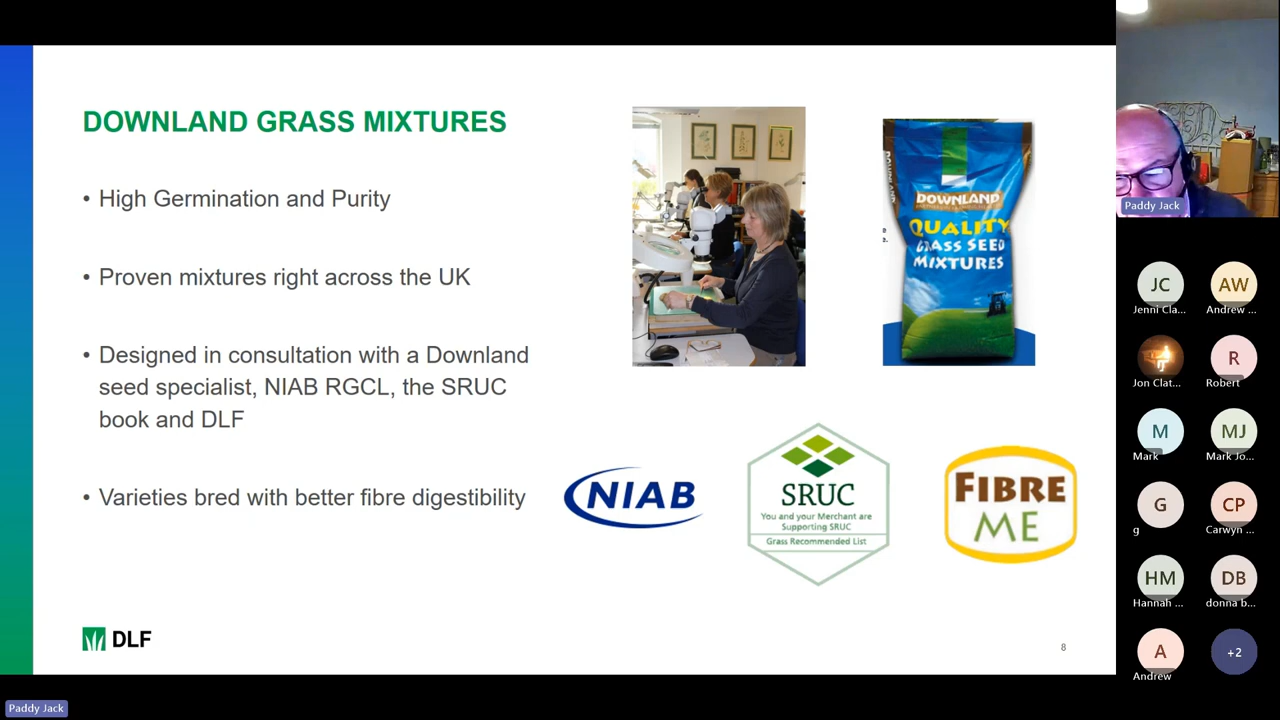 DOWNLAND GRASS MIXTURES
• High Germination and Purity
• Proven mixtures right across the UK
• Designed in consultation with a Downland
seed specialist, NIAB RGCL, the SRUC
book and DLF
• Varieties bred with better fibre digestibility
DOWNLAND
QUALITY
GRASS SEED
MIXTURES
NIAB
SRUC
You and your Merchant are
Supporting SRUC
Grass Recommended List
FIBRE
ME
DLF
8
Paddy Jack
JC
Jenni Cla...
AW
Andrew ...
Jon Clat...
R
Robert
M
Mark
MJ
Mark Jo...
G
g
CP
Carwyn ...
HM
Hannah ...
DB
donna b...
A
Andrew
+2
Paddy Jack